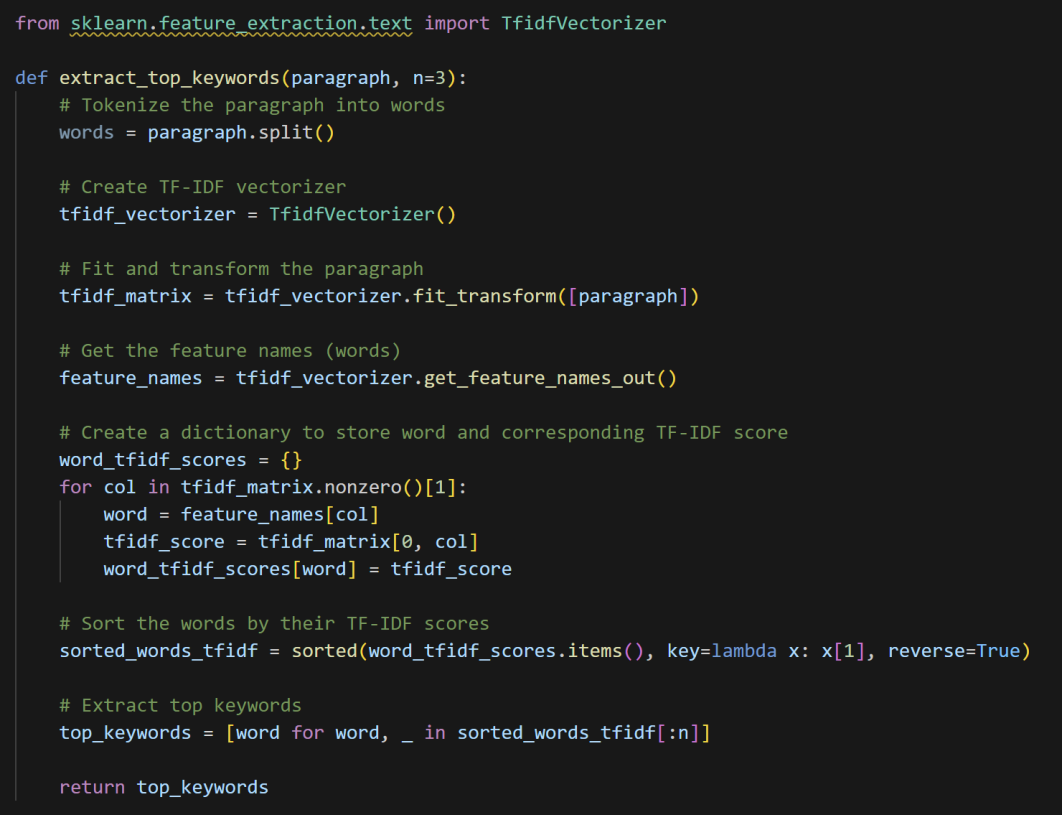 from sklearn.feature_extraction.text import TfidfVectorizer

def extract_top_keywords(paragraph, n=3):
    # Tokenize the paragraph into words
    words = paragraph.split()

    # Create TF-IDF vectorizer
    tfidf_vectorizer = TfidfVectorizer()

    # Fit and transform the paragraph
    tfidf_matrix = tfidf_vectorizer.fit_transform([paragraph])

    # Get the feature names (words)
    feature_names = tfidf_vectorizer.get_feature_names_out()

    # Create a dictionary to store word and corresponding TF-IDF score
    word_tfidf_scores = {}
    for col in tfidf_matrix.nonzero()[1]:
        word = feature_names[col]
        tfidf_score = tfidf_matrix[0, col]
        word_tfidf_scores[word] = tfidf_score

    # Sort the words by their TF-IDF scores
    sorted_words_tfidf = sorted(word_tfidf_scores.items(), key=lambda x: x[1], reverse=True)

    # Extract top keywords
    top_keywords = [word for word, _ in sorted_words_tfidf[:n]]

    return top_keywords